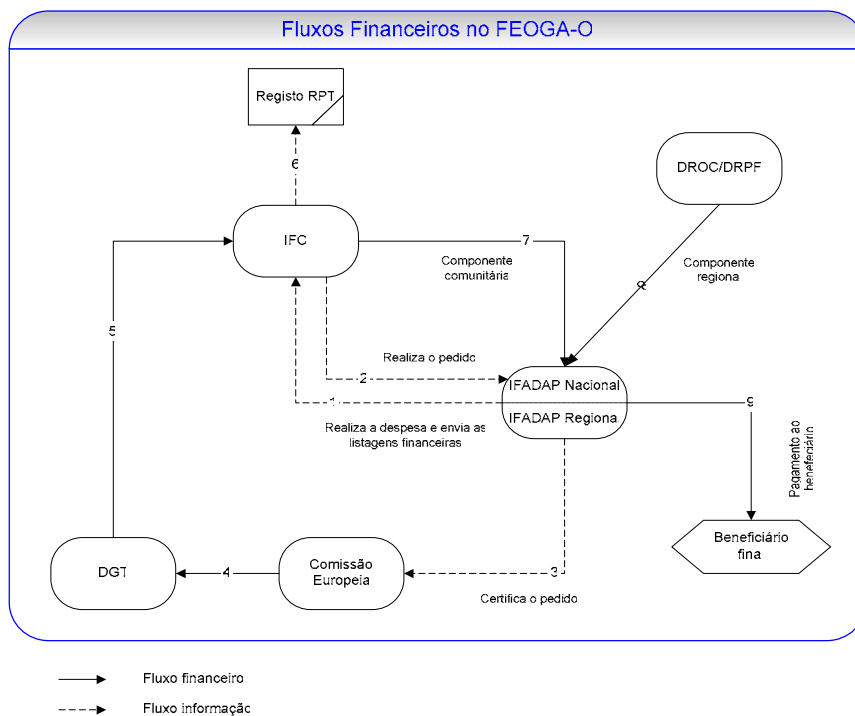 Fluxos Financeiros no FEOGA-O
Registo RPT
DROC/DRPF
6
IFC
7
Componente
comunitária
Componente
regiona
8
5
Realiza o pedido
2
IFADAP Nacional
1
IFADAP Regiona
9
Realiza a despesa e envia as
listagens financeiras
Pagamento ao
benefeciário
Beneficiário
fina
DGT
4
Comissão
Europeia
3
Certifica o pedido
Fluxo financeiro
Fluxo informação